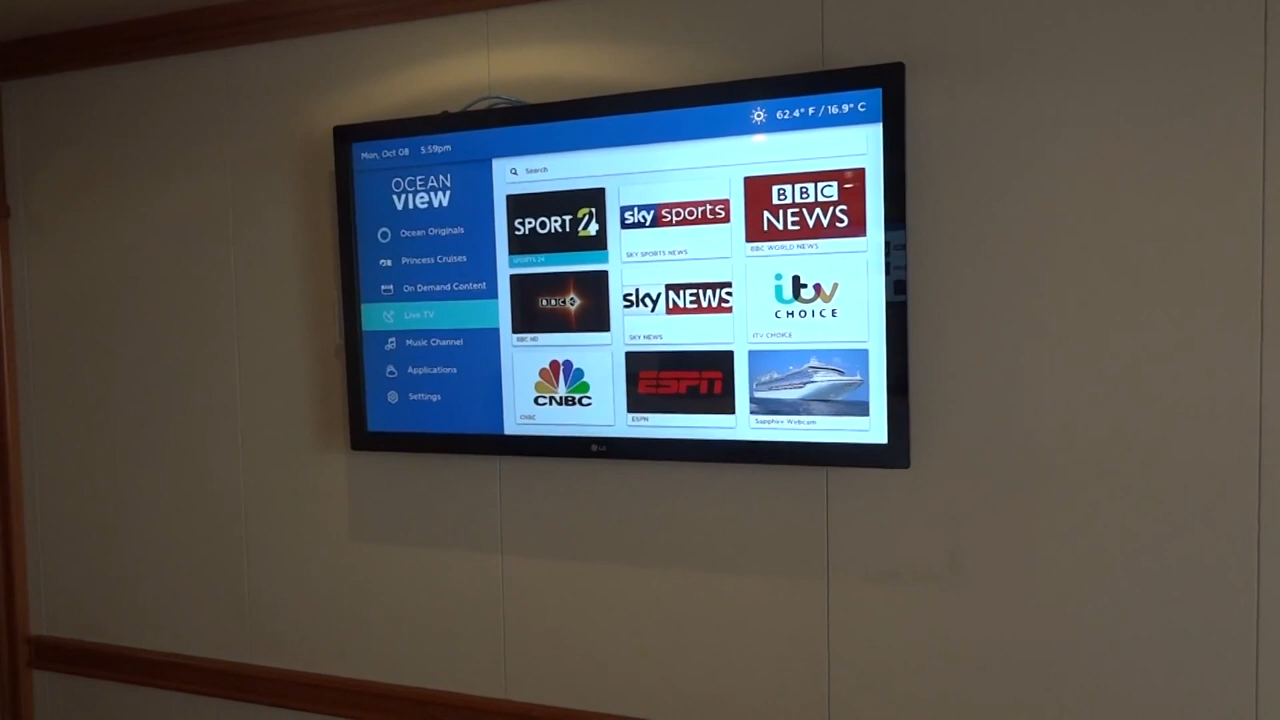 Mon, Oct 08 5:59pm
62.4° F / 16.9° C
OCEAN
view
Ocean Originals
Princess Cruises
On Demand Content
Live TV
Music Channel
Applications
Settings
Search
SPORT 24
SPORTS 24
sky sports
SKY SPORTS NEWS
BBC
NEWS
BBC WORLD NEWS
BBC
BBC HD
sky NEWS
SKY NEWS
itv
CHOICE
ITV CHOICE
CNBC
CNBC
ESPN
ESPN
Sapphire Webcam
LG